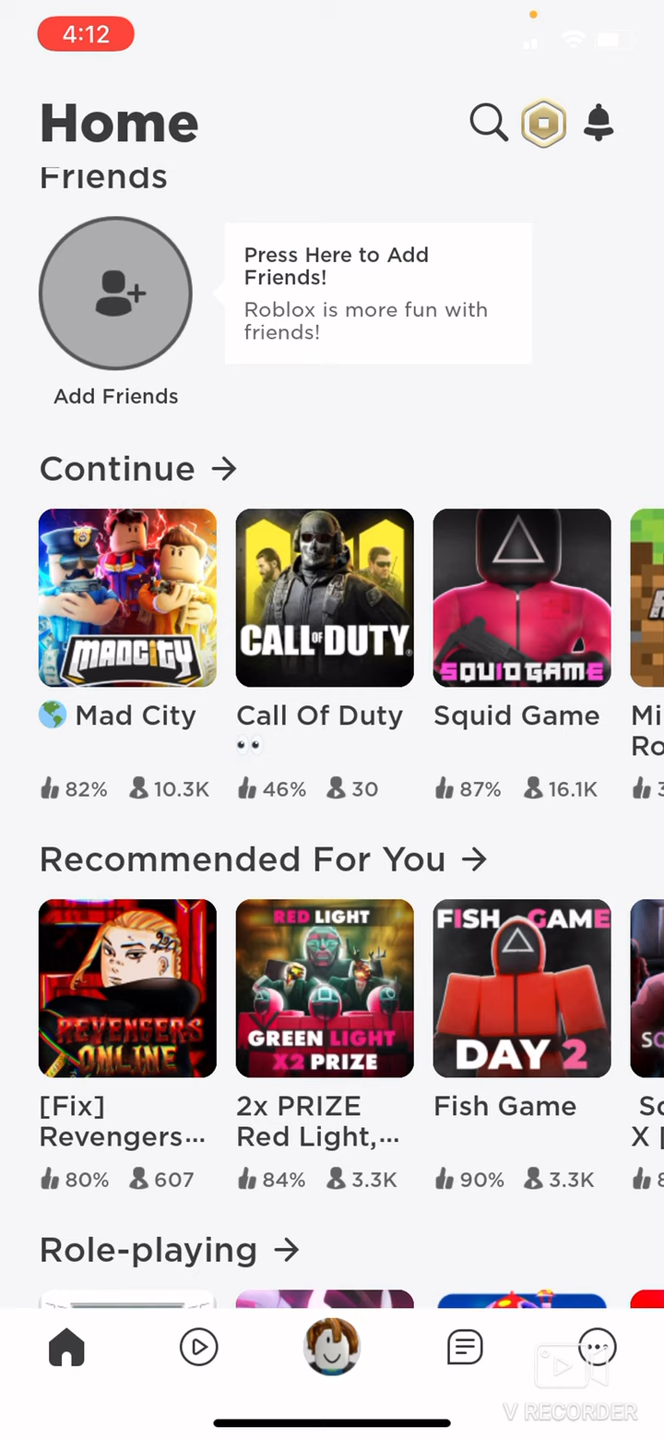 4:12
Home
Friends
Press Here to Add
Friends!
Roblox is more fun with
friends!
Add Friends
Continue →
MADCITY
CALL OF DUTY
SQUID GAME
🌎 Mad City
Call Of Duty
👀
Squid Game
Mi
Ro
82% 10.3K
46% 30
87% 16.1K
Recommended For You →
REVENGERS
ONLINE
RED LIGHT
GREEN LIGHT
X2 PRIZE
FISH GAME
DAY 2
[Fix]
Revengers...
2x PRIZE
Red Light,...
Fish Game
X [
80% 607
84% 3.3K
90% 3.3K
Role-playing →
V RECORDER